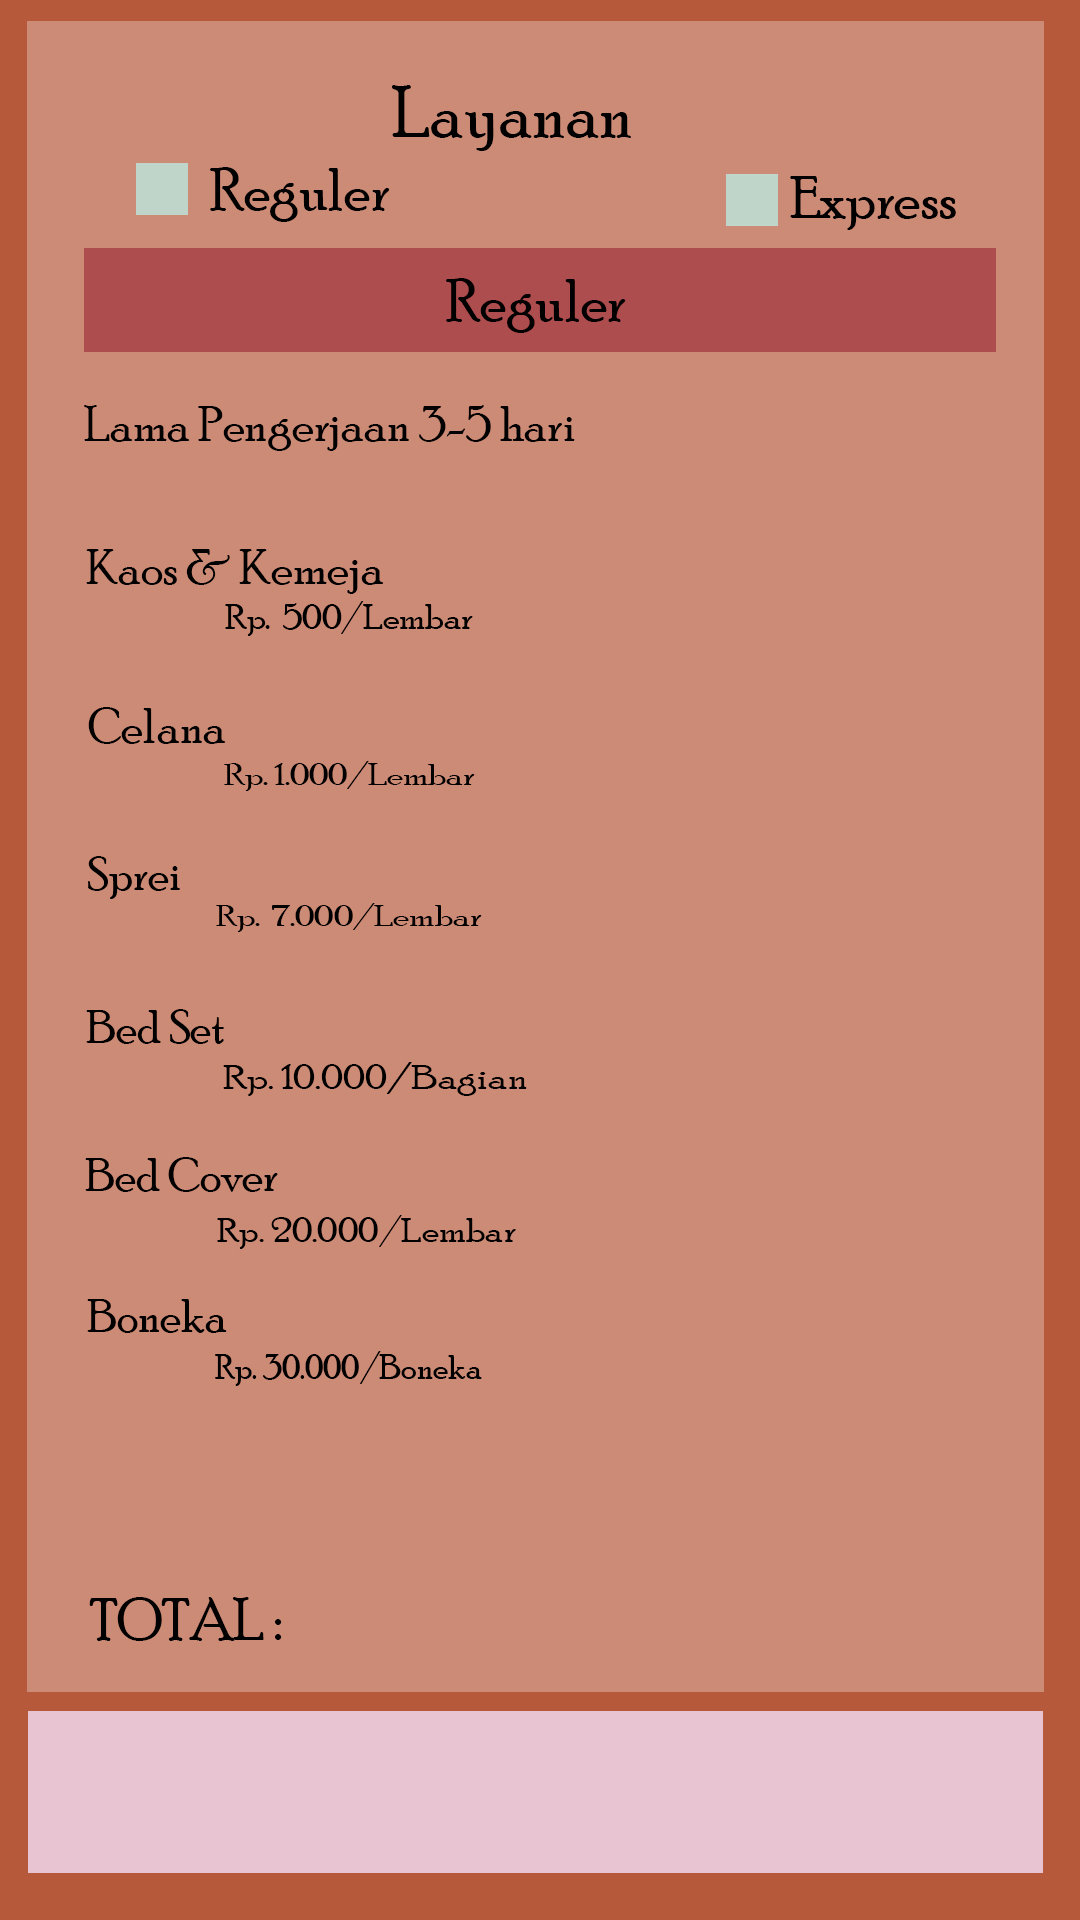 Layanan
Reguler
Express
Reguler
Lama Pengerjaan 3-5 hari
Kaos & Kemeja
Rp. 500/Lembar
Celana
Rp. 1.000/Lembar
Sprei
Rp. 7.000/Lembar
Bed Set
Rp. 10.000/Bagian
Bed Cover
Rp. 20.000/Lembar
Boneka
Rp. 30.000/Boneka
TOTAL :